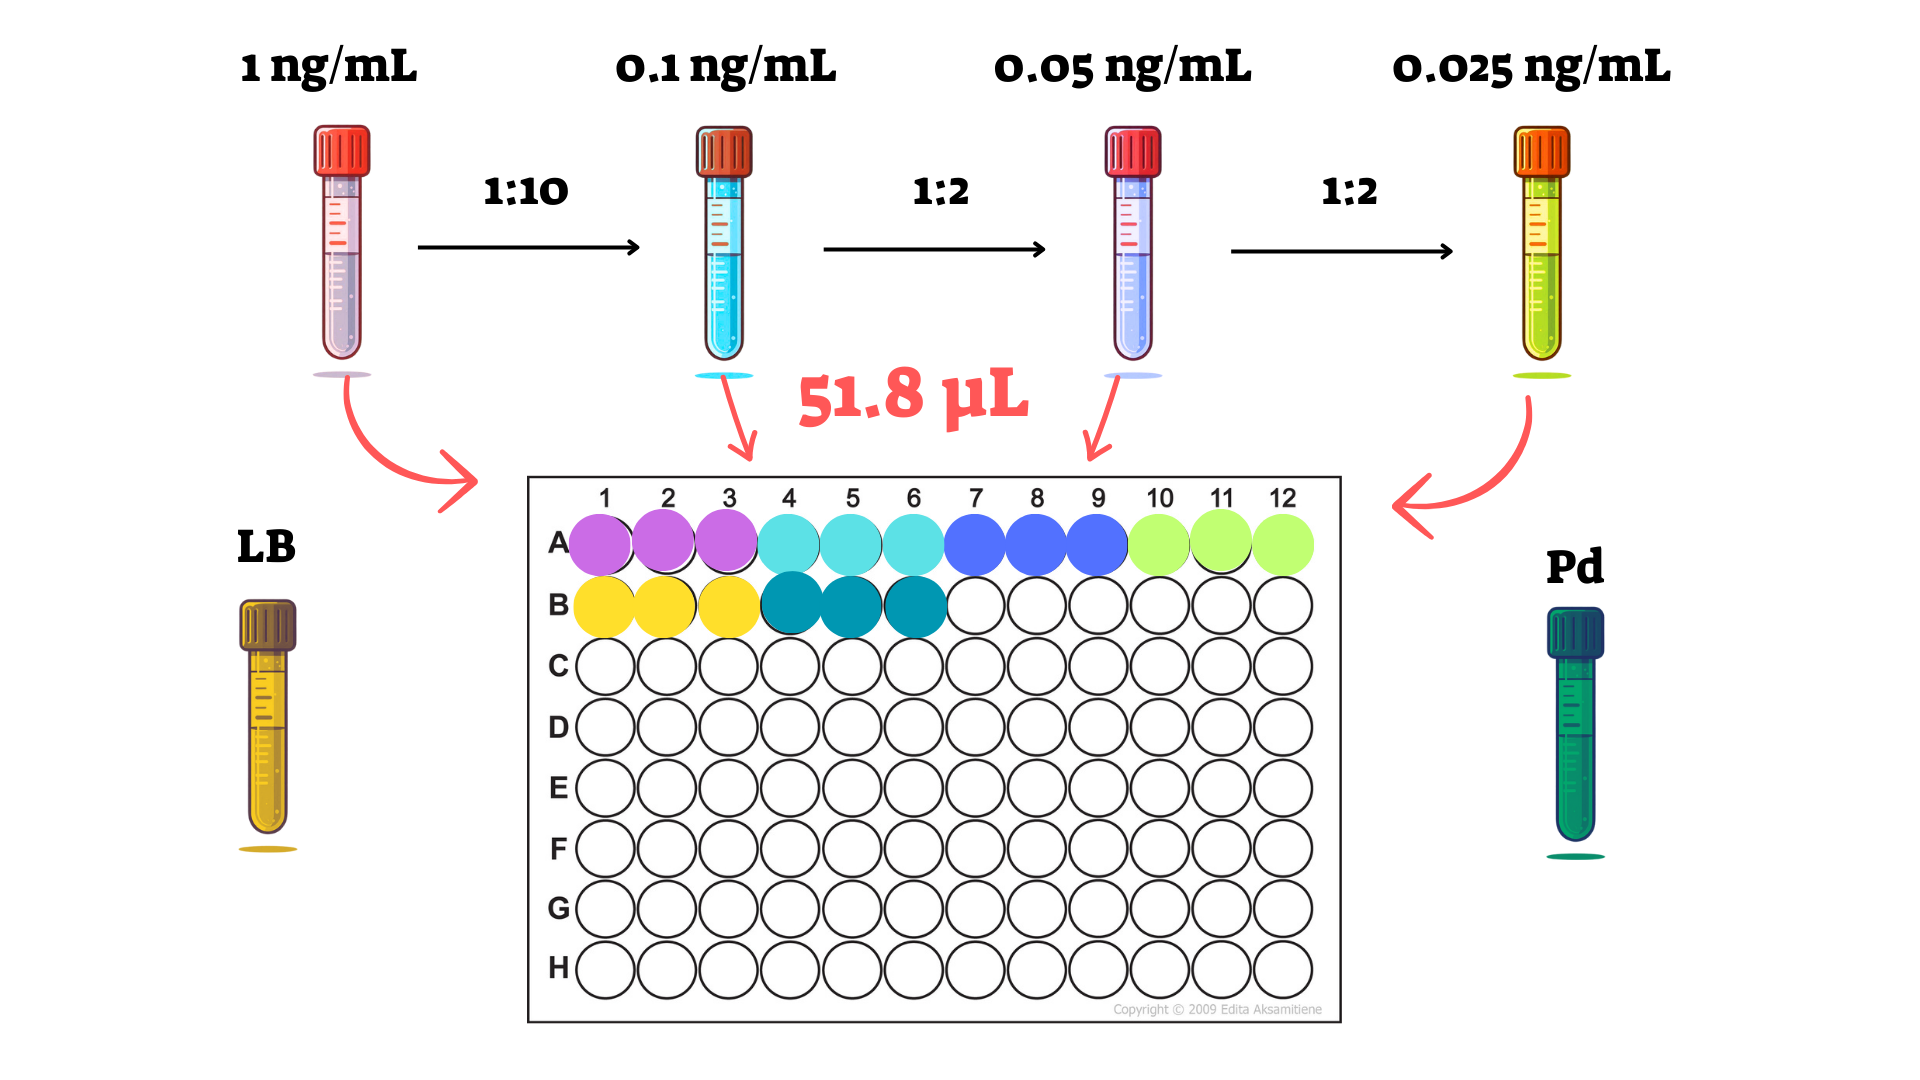 1 ng/mL 0.1 ng/mL 0.05 ng/mL 0.025 ng/mL
1:10 1:2 1:2
51.8 µL
1 2 3 4 5 6 7 8 9 10 11 12
LB
A
Pd
B
C
D
E
F
G
H
Copyright © 2009 Edita Aksamitiene